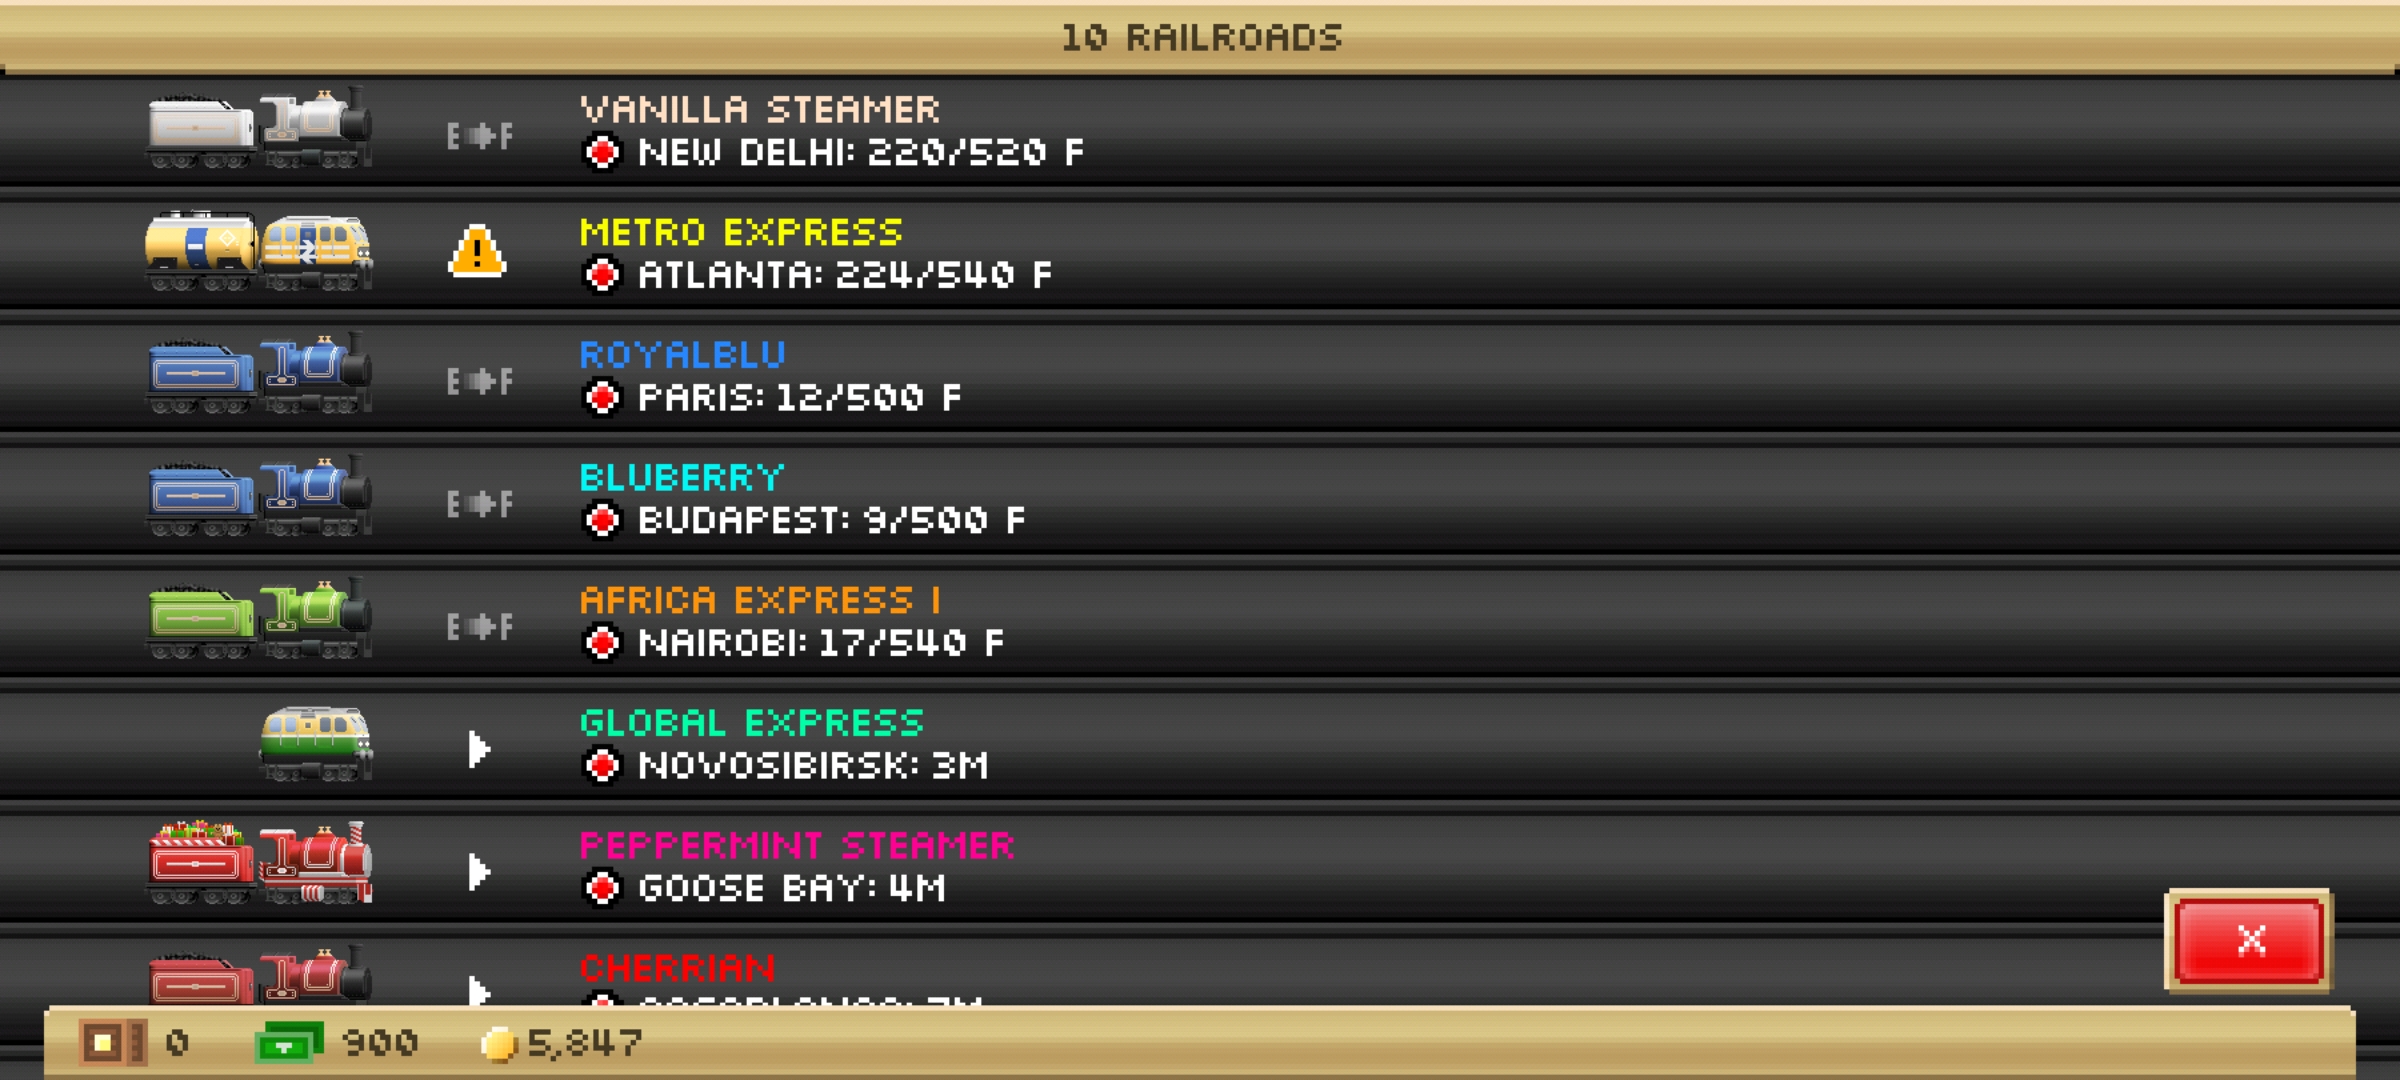 10 RAILROADS
VANILLA STEAMER
E F
NEW DELHI: 220/520 F
METRO EXPRESS
!
ATLANTA: 224/540 F
ROYALBLU
E F
PARIS: 12/500 F
BLUBERRY
E F
BUDAPEST: 9/500 F
AFRICA EXPRESS I
E F
NAIROBI: 17/540 F
GLOBAL EXPRESS
NOVOSIBIRSK: 3M
PEPPERMINT STEAMER
GOOSE BAY: 4M
X
CHERRIAN
0 900 5,847